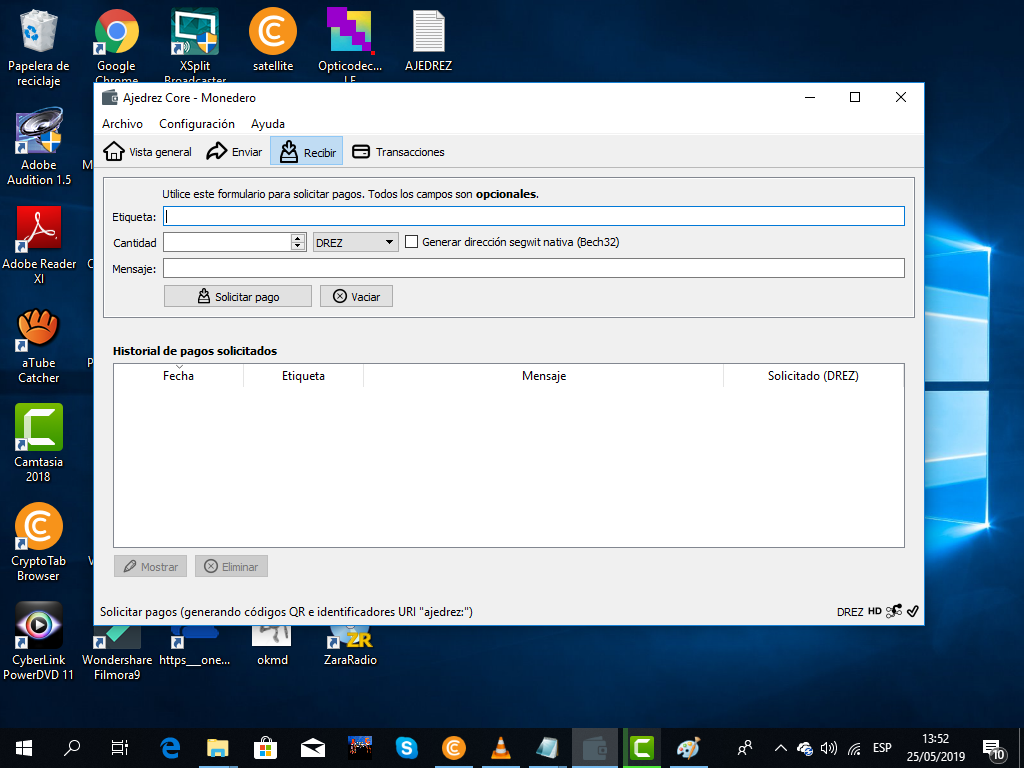 Papelera de
reciclaje
Google
Chrome
XSplit
Broadcaster
satellite
Opticodec...
AJEDREZ
Adobe
Audition 1.5
Adobe Reader
XI
aTube
Catcher
Camtasia
2018
CryptoTab
Browser
CyberLink
PowerDVD 11
Wondershare
Filmora9
https___one...
okmd
ZR
ZaraRadio
Ajedrez Core - Monedero
Archivo Configuración Ayuda
Vista general Enviar Recibir Transacciones
Utilice este formulario para solicitar pagos. Todos los campos son opcionales.
Etiqueta:
Cantidad DREZ Generar dirección segwit nativa (Bech32)
Mensaje:
Solicitar pago Vaciar
Historial de pagos solicitados
Fecha Etiqueta Mensaje Solicitado (DREZ)
Mostrar Eliminar
Solicitar pagos (generando códigos QR e identificadores URI "ajedrez:") DREZ HD
ESP
13:52
25/05/2019
10